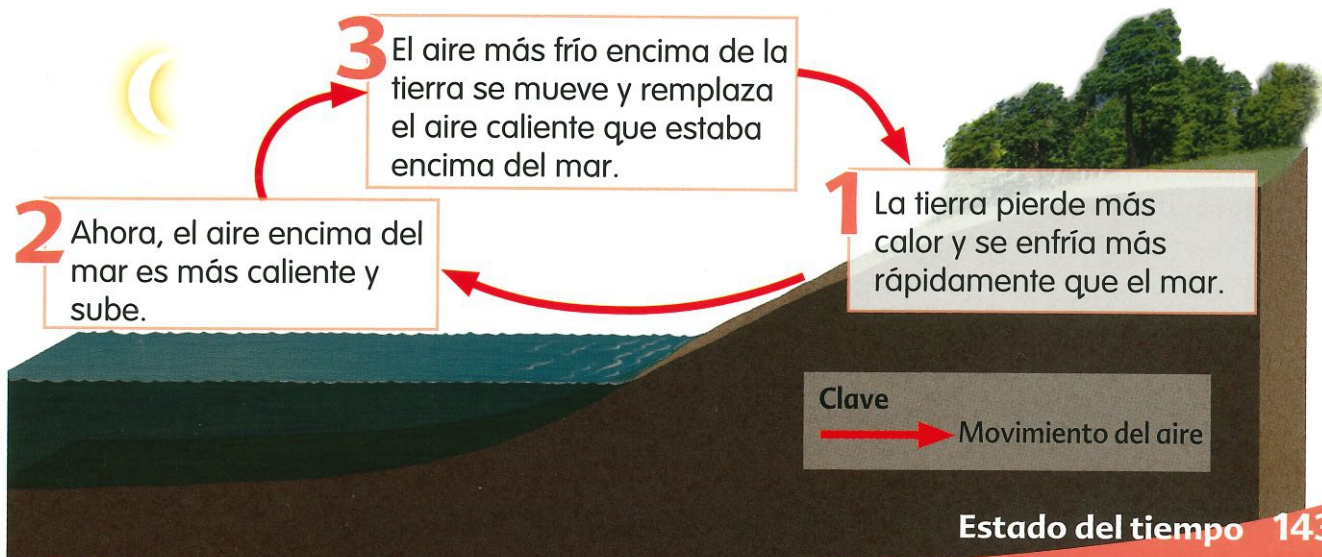 3
El aire más frío encima de la
tierra se mueve y remplaza
el aire caliente que estaba
encima del mar.
1
La tierra pierde más
calor y se enfría más
rápidamente que el mar.
2
Ahora, el aire encima del
mar es más caliente y
sube.
Clave
Movimiento del aire
Estado del tiempo 143